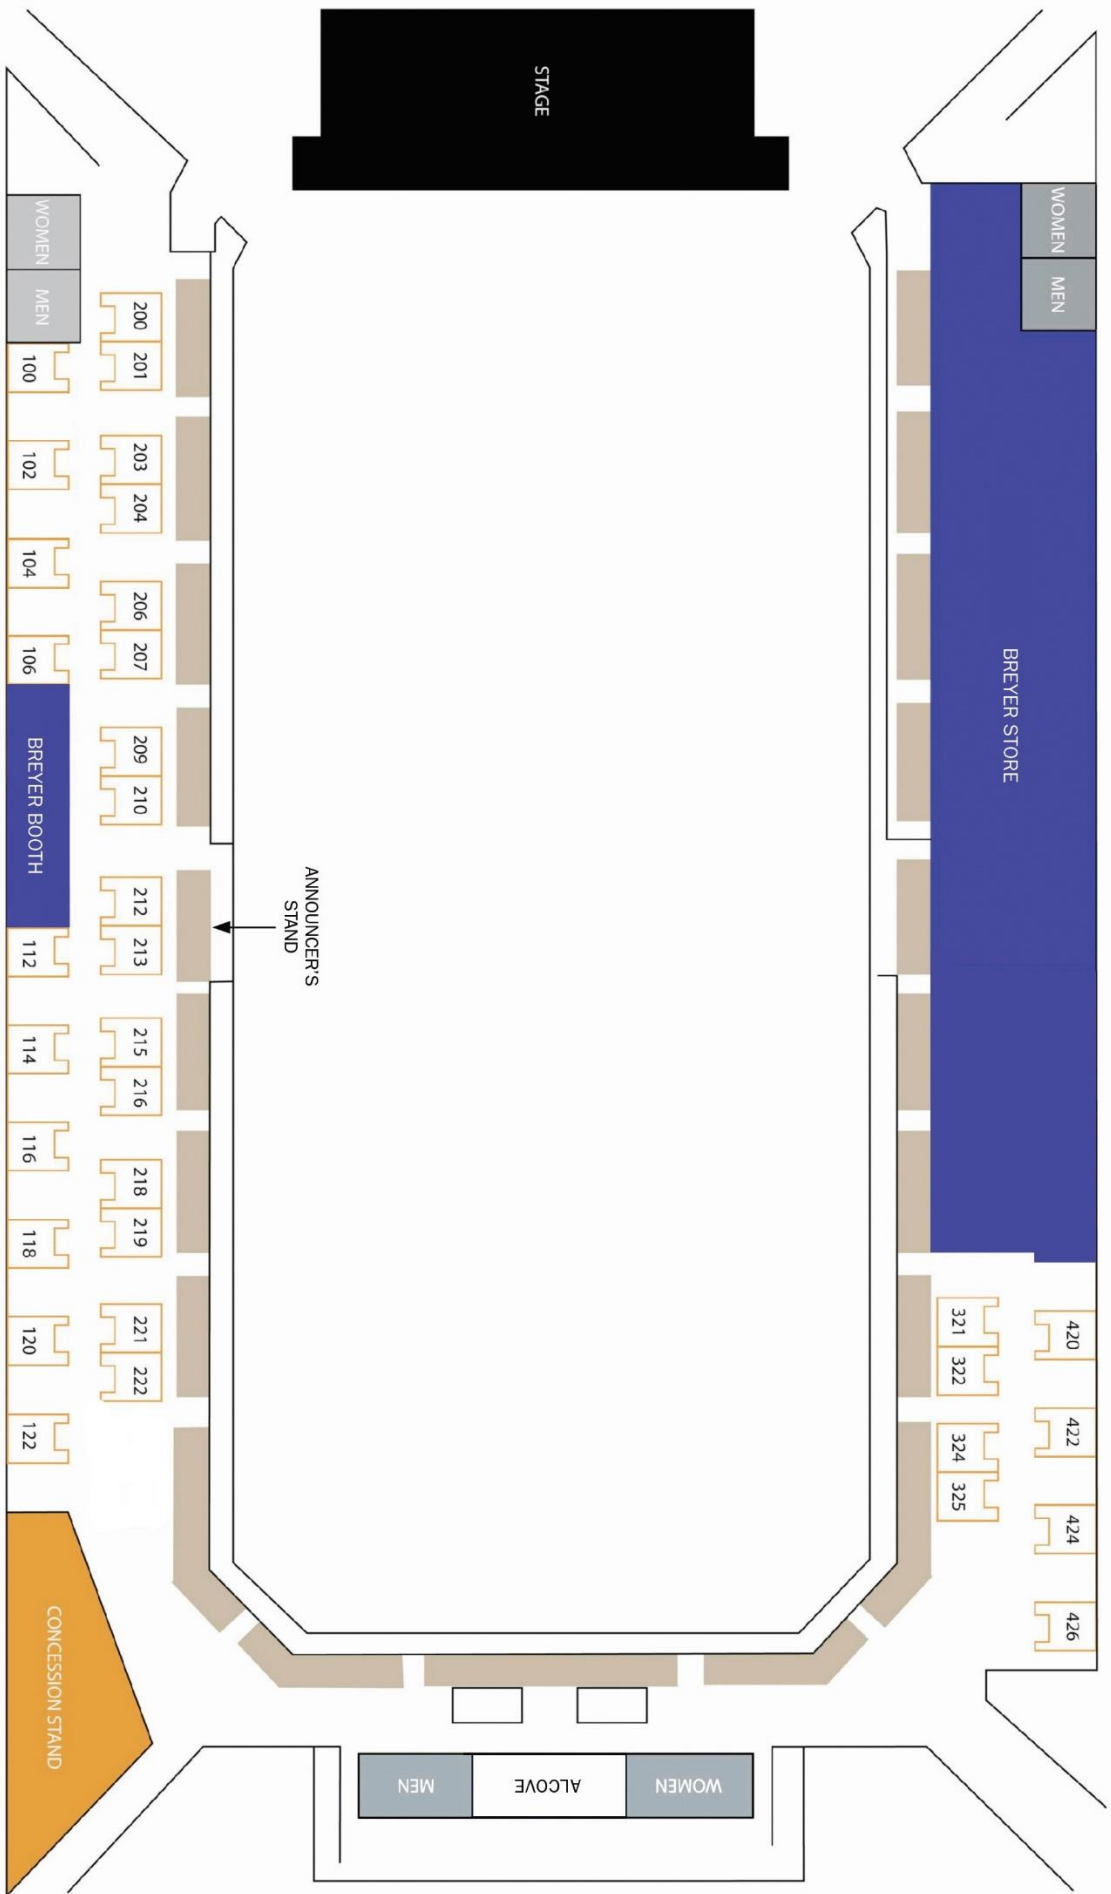 STAGE
WOMEN
MEN
WOMEN
MEN
100
102
104
106
BREYER BOOTH
112
114
116
118
120
122
200
201
203
204
206
207
209
210
212
213
215
216
218
219
221
222
ANNOUNCER'S
STAND
BREYER STORE
321
322
324
325
420
422
424
426
CONCESSION STAND
MEN
ALCOVE
WOMEN